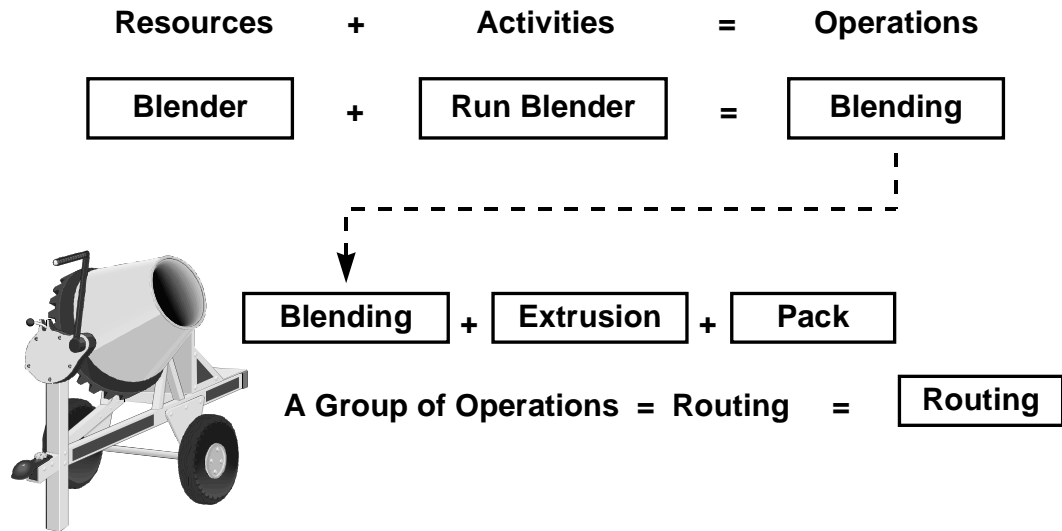 Resources + Activities = Operations
Blender + Run Blender = Blending
Blending + Extrusion + Pack
A Group of Operations = Routing = Routing